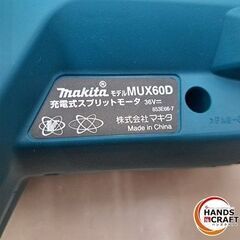 makita モデル MUX60D
充電式スプリットモータ 36V⎓
853E66-7
株式会社マキタ
Made in China
HANDS
CRAFT